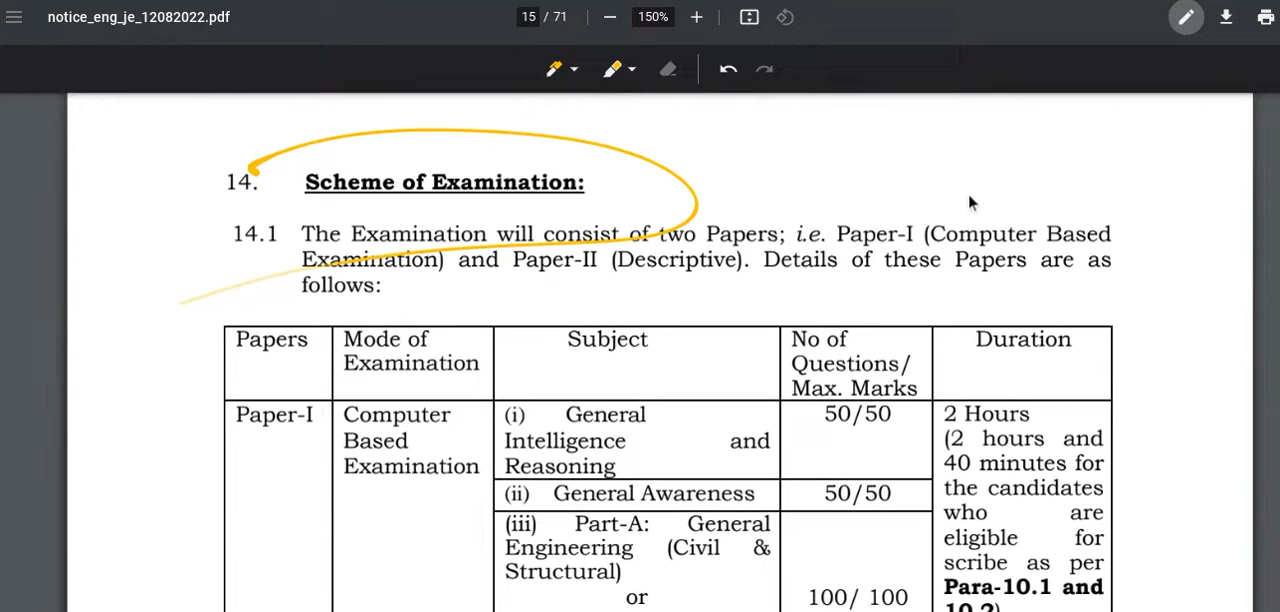 notice_eng_je_12082022.pdf
15 / 71
150%
14. Scheme of Examination:
14.1 The Examination will consist of two Papers; i.e. Paper-I (Computer Based
Examination) and Paper-II (Descriptive). Details of these Papers are as
follows:
Papers
Mode of
Examination
Subject
No of
Questions/
Max. Marks
Duration
Paper-I
Computer
Based
Examination
(i) General
Intelligence and
Reasoning
50/50
(ii) General Awareness
50/50
(iii) Part-A: General
Engineering (Civil &
Structural)
or
100/ 100
2 Hours
(2 hours and
40 minutes for
the candidates
who are
eligible for
scribe as per
Para-10.1 and
10.2)